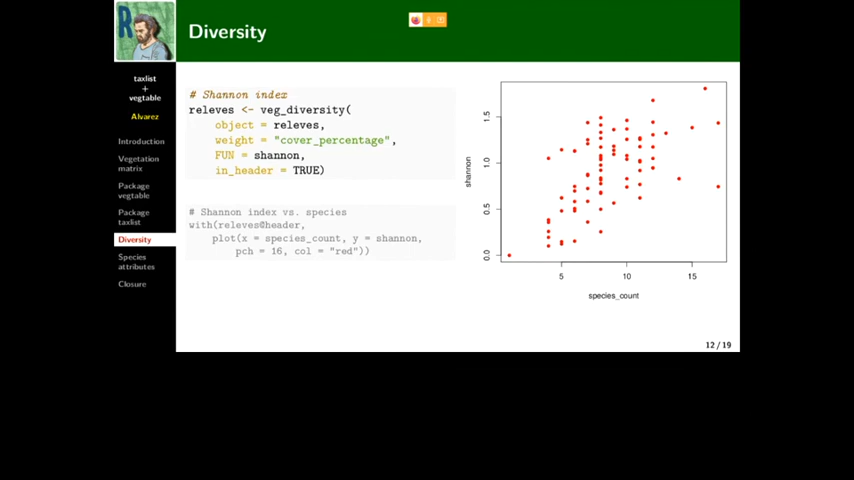 R
Diversity
taxlist
+
vegtable
Alvarez
Introduction
Vegetation
matrix
Package
vegtable
Package
taxlist
Diversity
Species
attributes
Closure
# Shannon index
releves <- veg_diversity(
object = releves,
weight = "cover_percentage",
FUN = shannon,
in_header = TRUE)
# Shannon index vs. species
with(releves@header,
plot(x = species_count, y = shannon,
pch = 16, col = "red"))
shannon
0.0
0.5
1.0
1.5
5
10
15
species_count
12 / 19